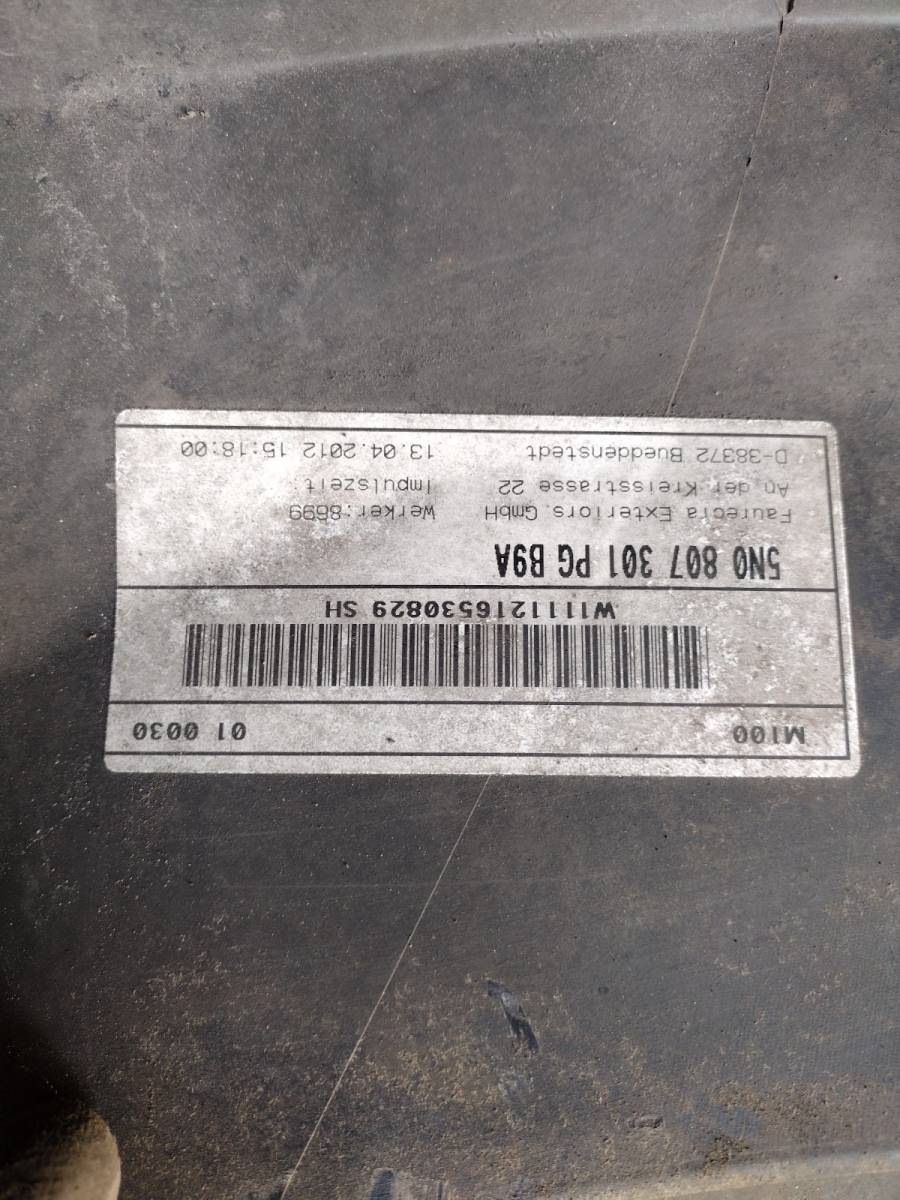 M100 01 0030
W1111216530829 SH
5N0 807 301 PG B9A
Faurecia Exteriors GmbH Werker:8699
An der Kreisstrasse 22 Impulszeit:
D-38372 Bueddenstedt 13.04.2012 15:18:00